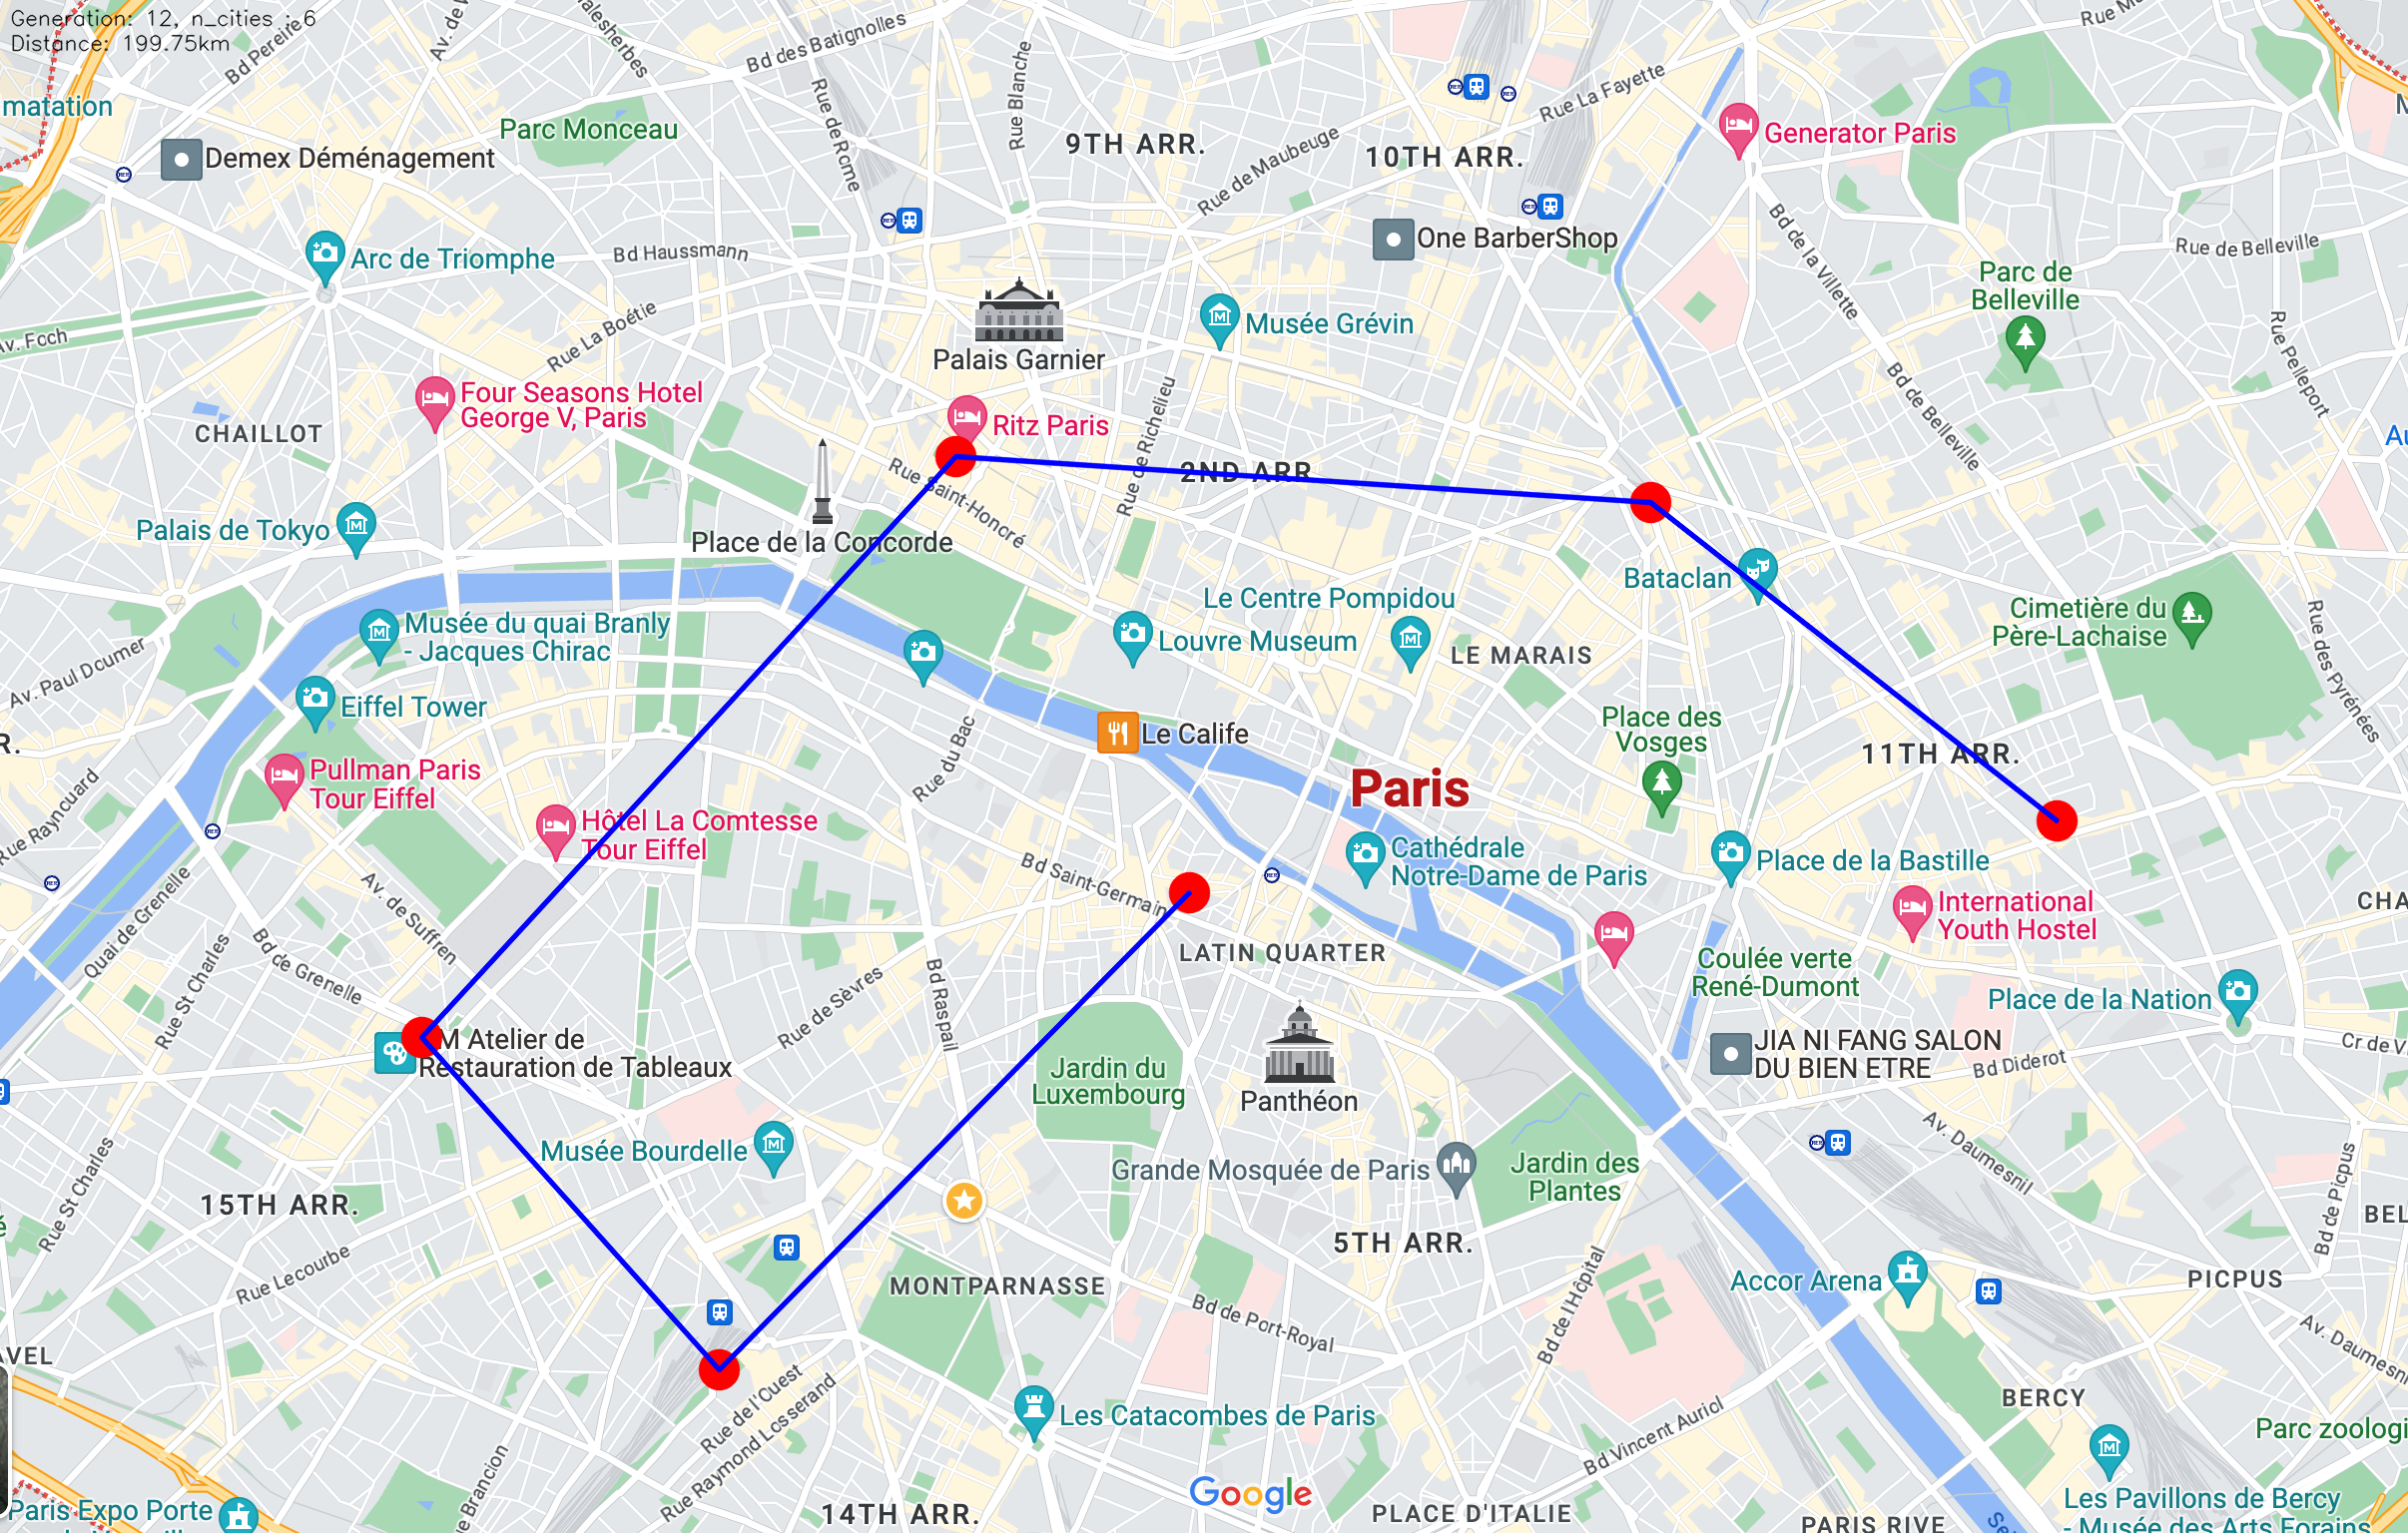 Generation: 12, n_cities : 6
Distance: 199.75km
Bd Pereire
Bd des Batignolles
Rue Blanche
Rue de Rome
Rue La Fayette
matation
Parc Monceau
Demex Déménagement
9TH ARR.
10TH ARR.
Rue de Maubeuge
Generator Paris
Arc de Triomphe
Bd Haussmann
One BarberShop
Bd de la Villette
Rue de Belleville
Parc de
Belleville
Av. Foch
Rue La Boétie
Palais Garnier
Musée Grévin
Rue Pelleport
Four Seasons Hotel
George V, Paris
CHAILLOT
Ritz Paris
Rue de Richelieu
Bd de Belleville
2ND ARR
Rue Saint-Honoré
Palais de Tokyo
Place de la Concorde
Bataclan
Le Centre Pompidou
Louvre Museum
LE MARAIS
Cimetière du
Père-Lachaise
Rue des Pyrénées
Musée du quai Branly
- Jacques Chirac
Av. Paul Doumer
Eiffel Tower
Rue du Bac
Le Calife
Place des
Vosges
11TH ARR.
R.
Pullman Paris
Tour Eiffel
Paris
Rue Raynouard
Hôtel La Comtesse
Tour Eiffel
Cathédrale
Notre-Dame de Paris
Place de la Bastille
Bd Saint-Germain
Av. de Suffren
Quai de Grenelle
International
Youth Hostel
CHA
LATIN QUARTER
Bd de Grenelle
Rue St Charles
Rue de Sèvres
Bd Raspail
Coulée verte
René-Dumont
Place de la Nation
M Atelier de
Restauration de Tableaux
Jardin du
Luxembourg
Panthéon
JIA NI FANG SALON
DU BIEN ETRE
Bd Diderot
Cr de V
Musée Bourdelle
Grande Mosquée de Paris
Jardin des
Plantes
Av. Daumesnil
Rue St Charles
15TH ARR.
5TH ARR.
Bd de Picpus
BEL
Rue Lecourbe
MONTPARNASSE
Bd de Port-Royal
Bd de l'Hôpital
Accor Arena
PICPUS
Av. Daumesni
AVEL
Rue de l'Ouest
Rue Raymond Losserand
Les Catacombes de Paris
Bd Vincent Auriol
BERCY
Parc zoologi
e Brancion
Google
Paris Expo Porte
14TH ARR.
PLACE D'ITALIE
PARIS RIVE
Les Pavillons de Bercy
- Musée des Arts Forains